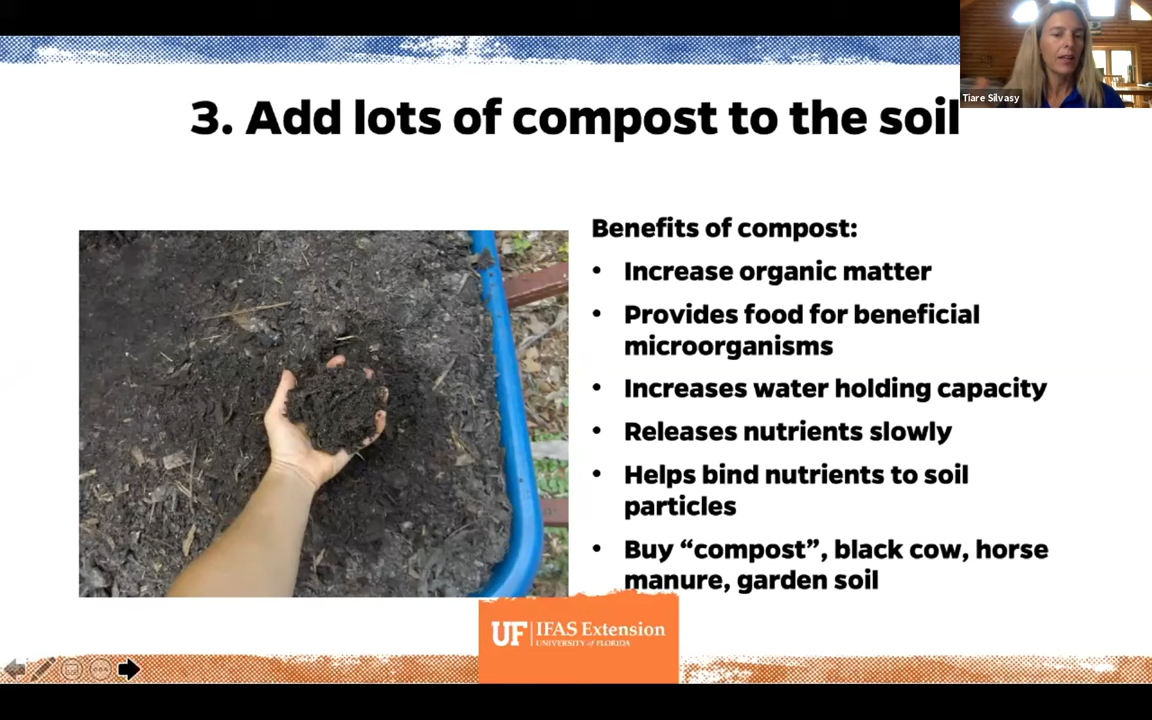 Tiare Silvasy
3. Add lots of compost to the soil
Benefits of compost:
• Increase organic matter
• Provides food for beneficial
microorganisms
• Increases water holding capacity
• Releases nutrients slowly
• Helps bind nutrients to soil
particles
• Buy “compost”, black cow, horse
manure, garden soil
UF IFAS Extension
UNIVERSITY of FLORIDA